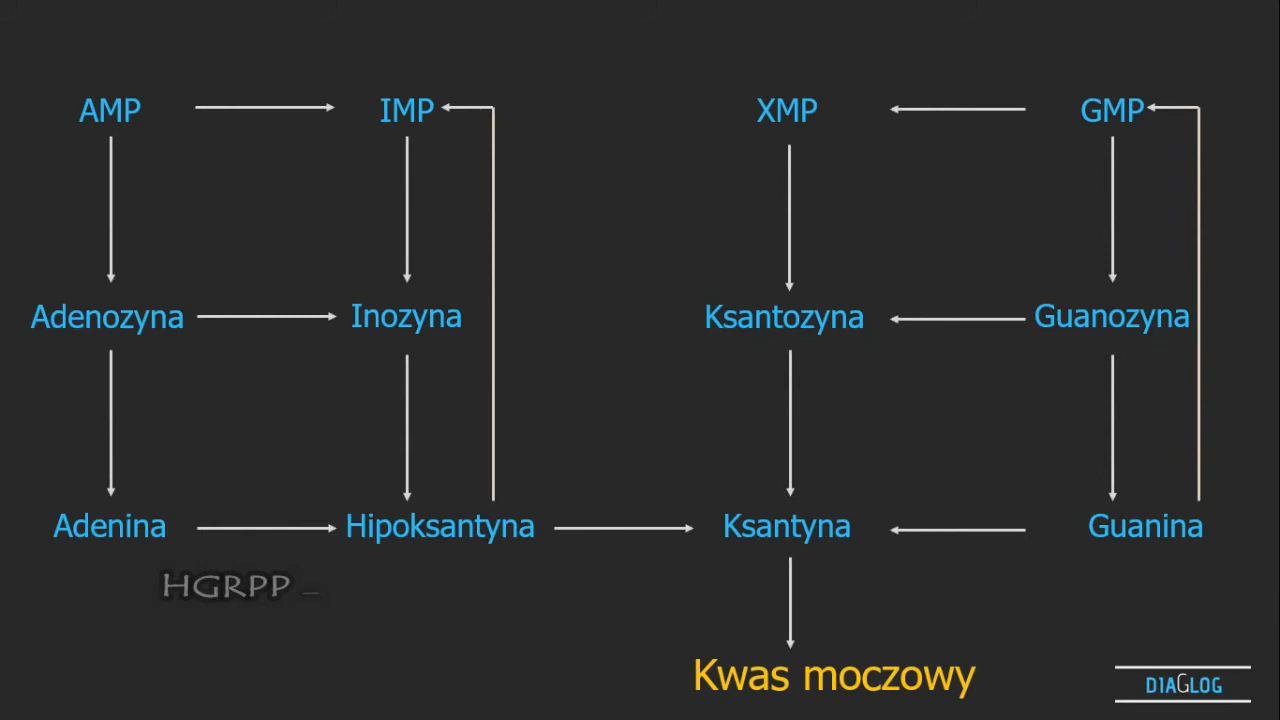 AMP IMP XMP GMP
Adenozyna Inozyna Ksantozyna Guanozyna
Adenina Hipoksantyna Ksantyna Guanina
HGRPP _
Kwas moczowy
DIAGLOG